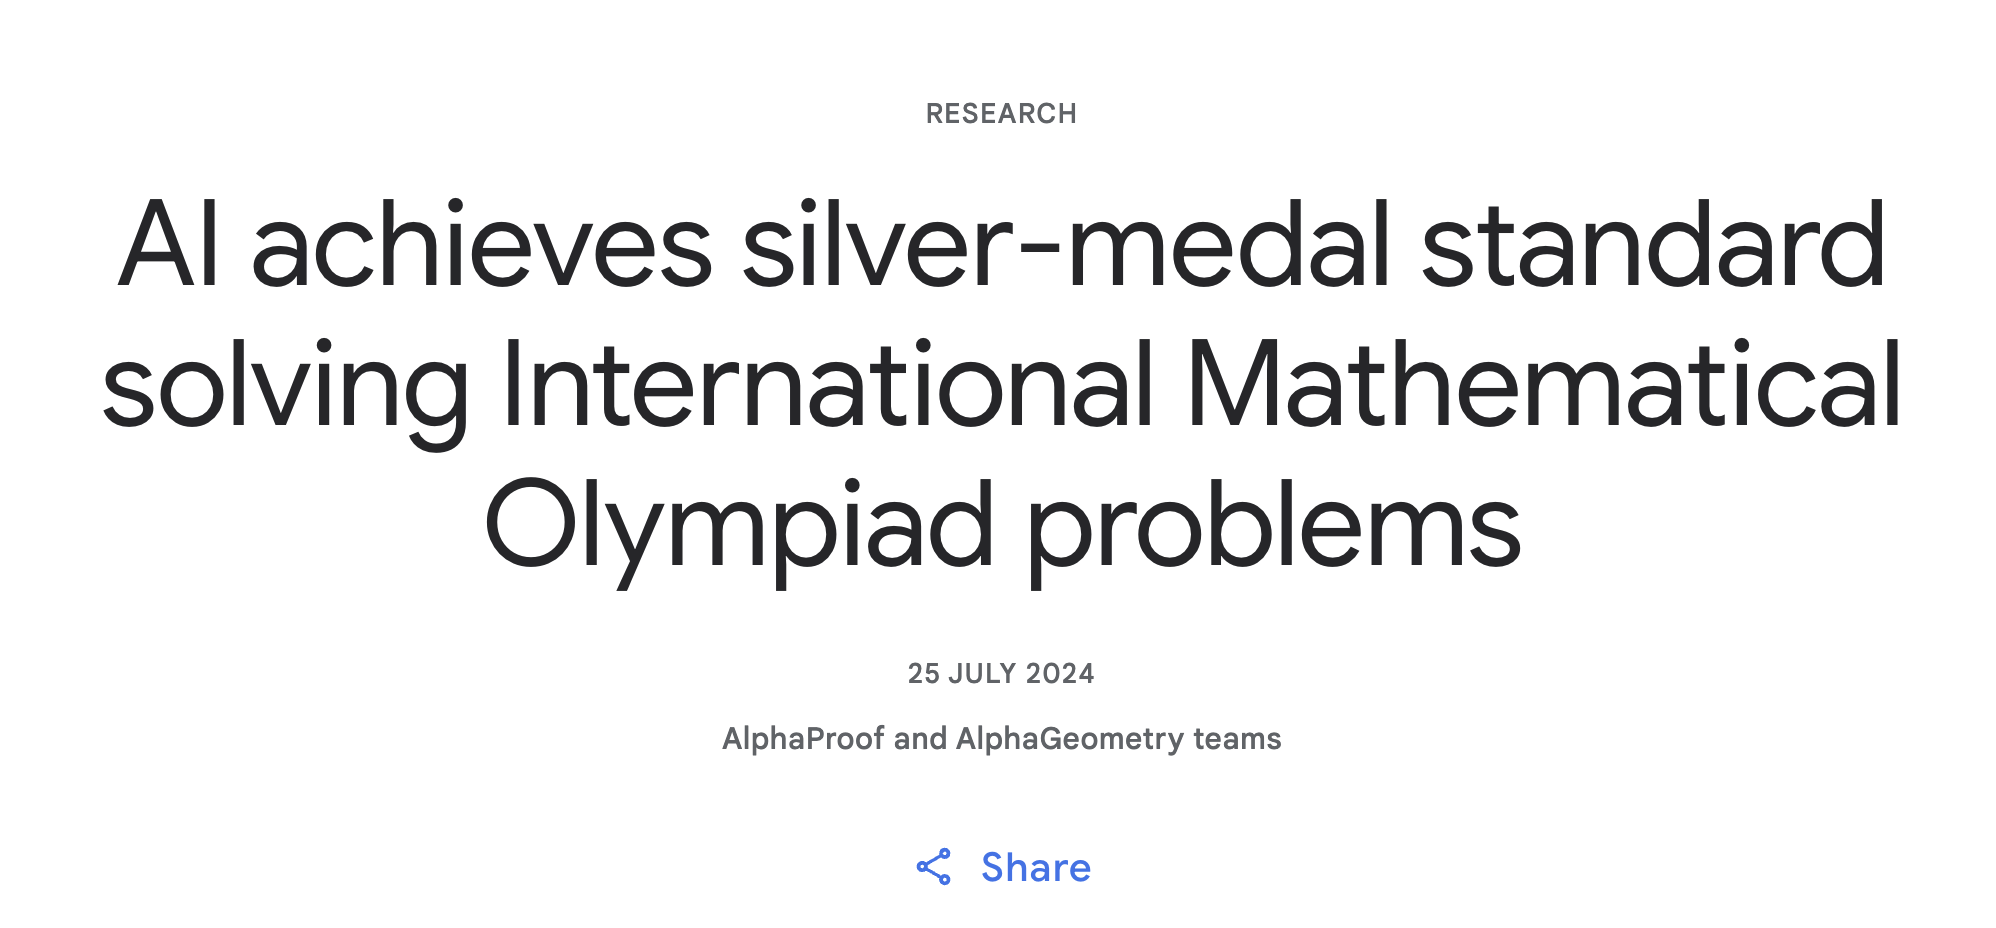 RESEARCH
AI achieves silver-medal standard
solving International Mathematical
Olympiad problems
25 JULY 2024
AlphaProof and AlphaGeometry teams
Share